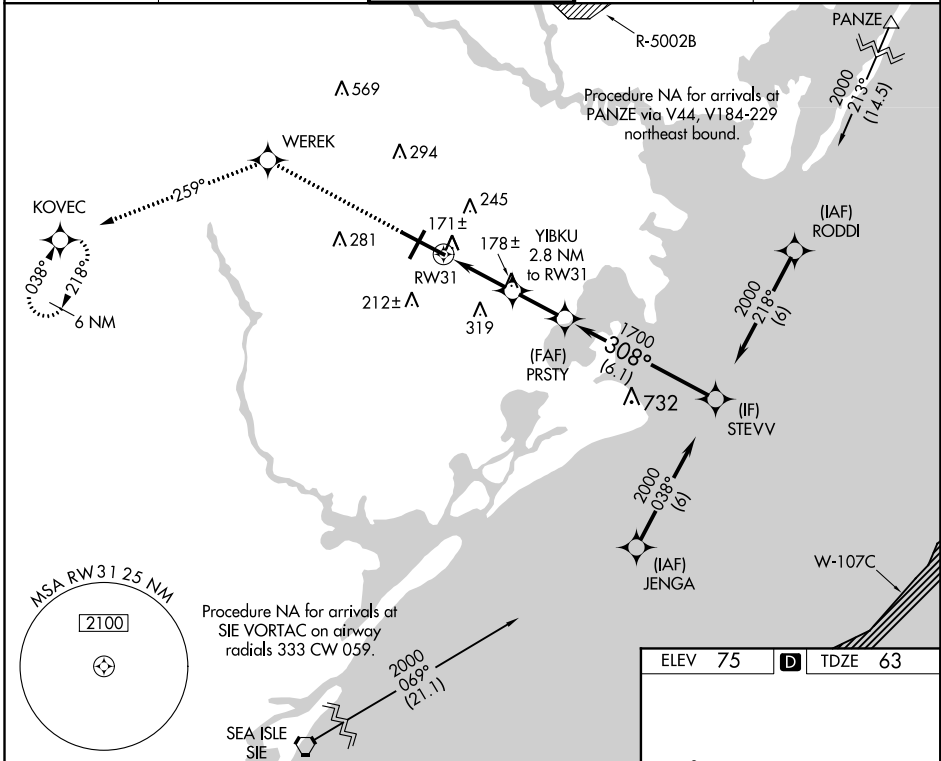 PANZE
R-5002B
2000
213°
(14.5)
569
Procedure NA for arrivals at
PANZE via V44, V184-229
northeast bound.
WEREK
294
259°
KOVEC
245
(IAF)
RODDI
171±
281
178±
YIBKU
2.8 NM
to RW31
RW31
038°
218°
6 NM
212±
319
2000
218°
(6)
1700
308°
(6.1)
(FAF)
PRSTY
732
(IF)
STEVV
2000
038°
(6)
(IAF)
JENGA
W-107C
MSA RW31 25 NM
2100
Procedure NA for arrivals at
SIE VORTAC on airway
radials 333 CW 059.
2000
069°
(21.1)
SEA ISLE
SIE
ELEV 75 D TDZE 63